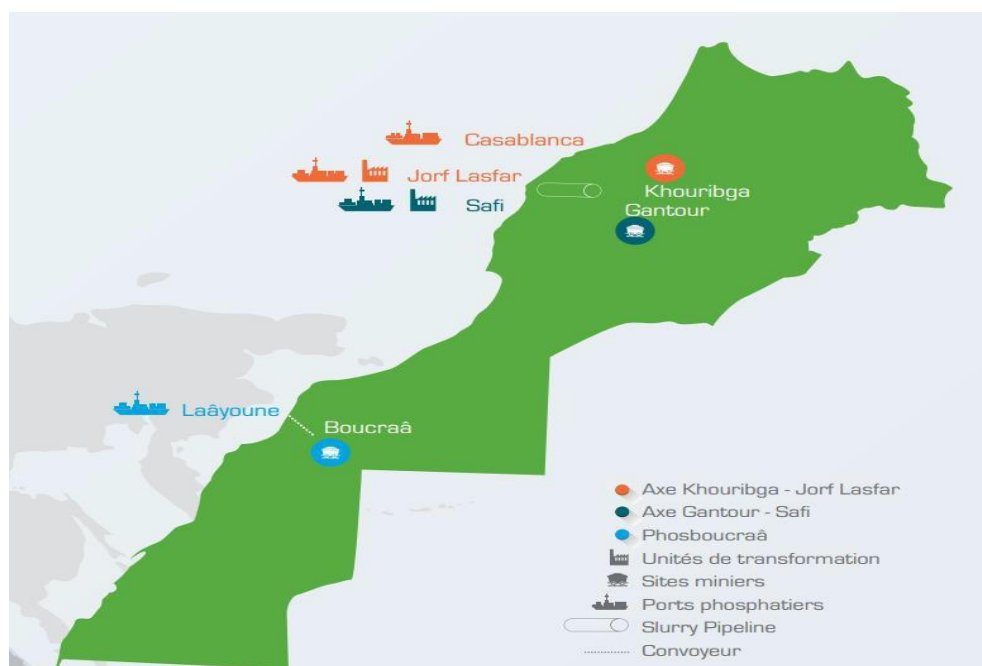 Casablanca
Jorf Lasfar
Safi
Khouribga
Gantour
Laâyoune
Boucraâ
Axe Khouribga - Jorf Lasfar
Axe Gantour - Safi
Phosboucraâ
Unités de transformation
Sites miniers
Ports phosphatiers
Slurry Pipeline
Convoyeur